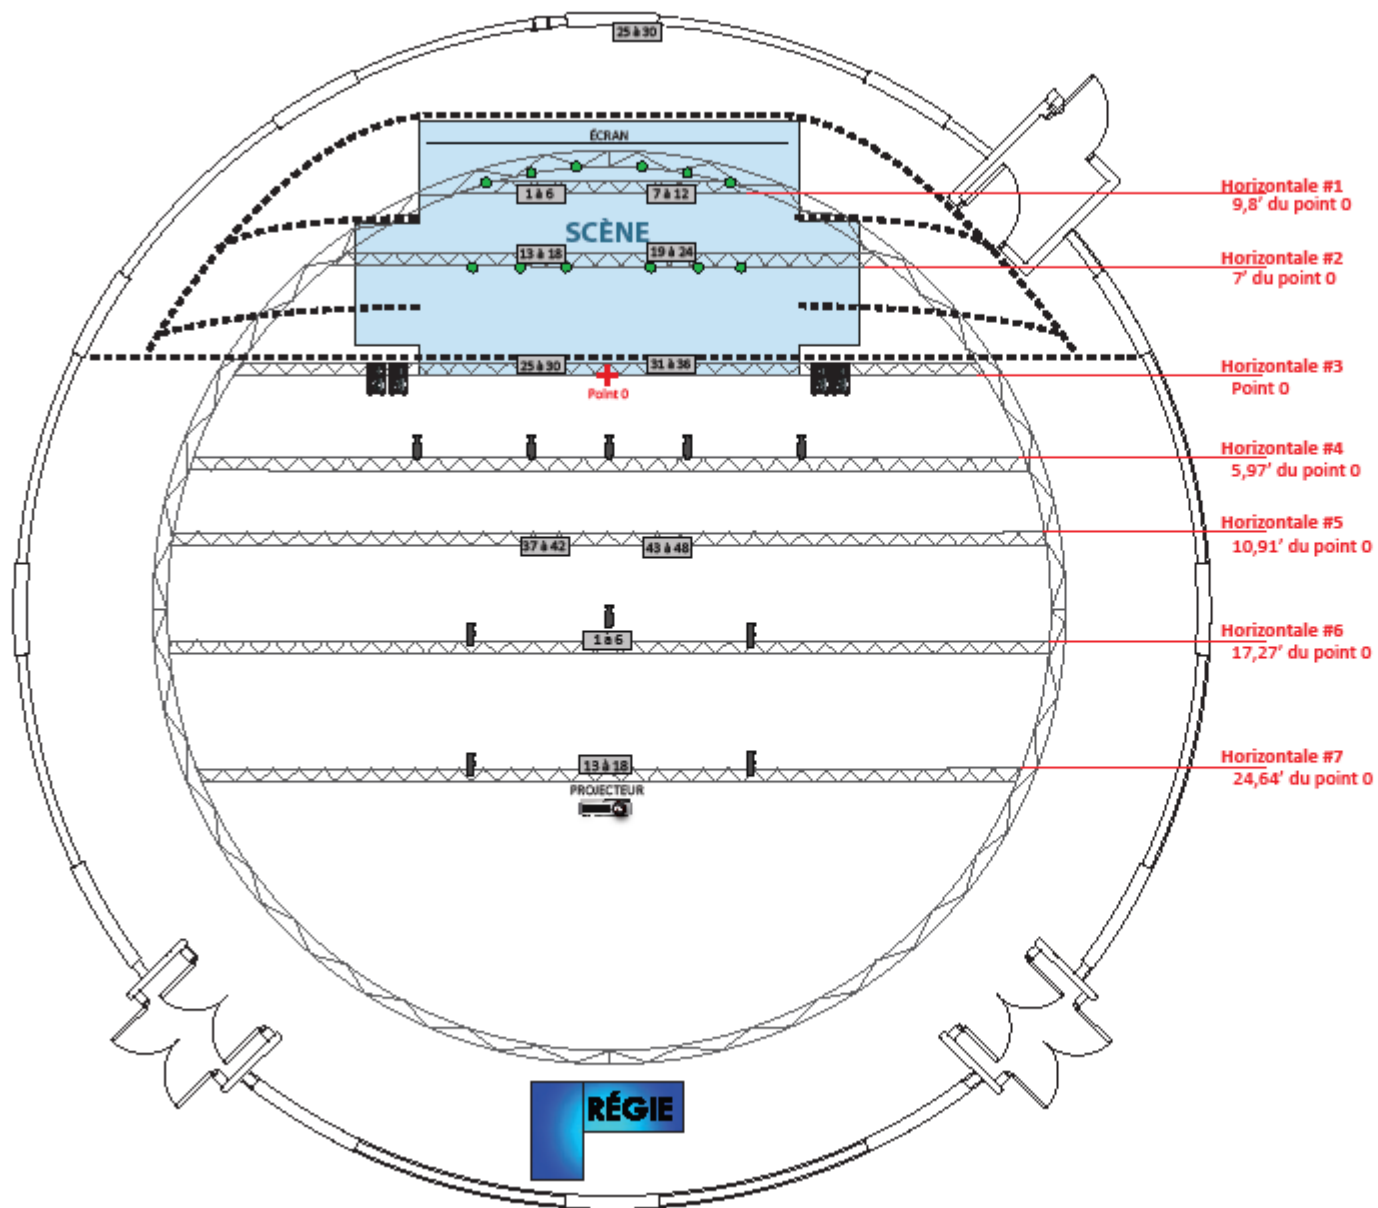 25 à 30
ÉCRAN
1 à 6
7 à 12
Horizontale #1
9,8’ du point 0
SCÈNE
13 à 18
19 à 24
Horizontale #2
7’ du point 0
25 à 30
31 à 36
Horizontale #3
Point 0
Point 0
Horizontale #4
5,97’ du point 0
Horizontale #5
10,91’ du point 0
37 à 42
43 à 48
1 à 6
Horizontale #6
17,27’ du point 0
13 à 18
Horizontale #7
24,64’ du point 0
PROJECTEUR
RÉGIE